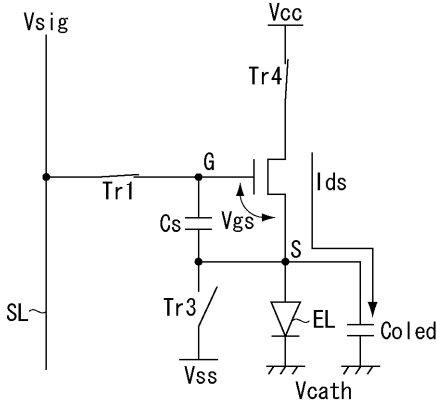 Vsig
Vcc
Tr4
G
Ids
Tr1
Cs
Vgs
S
Tr3
SL
EL
Coled
Vss
Vcath